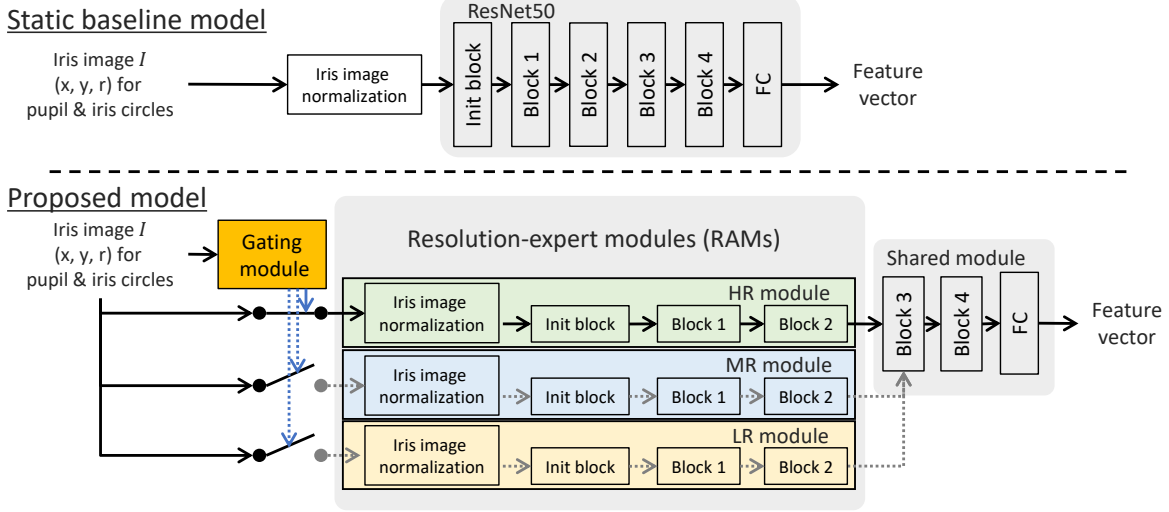 Static baseline model
Iris image I
(x, y, r) for
pupil & iris circles
Iris image
normalization
ResNet50
Init block
Block 1
Block 2
Block 3
Block 4
FC
Feature
vector
Proposed model
Iris image I
(x, y, r) for
pupil & iris circles
Gating
module
Resolution-expert modules (RAMs)
HR module
Iris image
normalization
Init block
Block 1
Block 2
MR module
Iris image
normalization
Init block
Block 1
Block 2
LR module
Iris image
normalization
Init block
Block 1
Block 2
Shared module
Block 3
Block 4
FC
Feature
vector